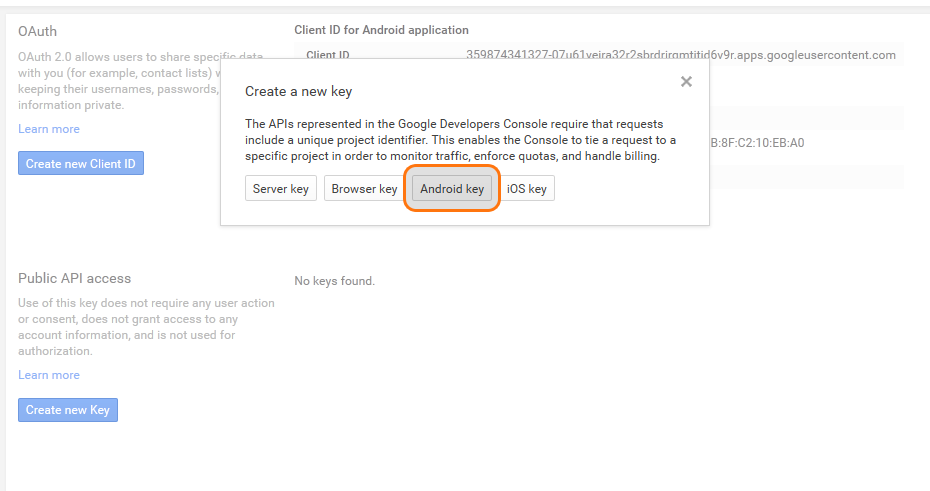 OAuth
OAuth 2.0 allows users to share specific data
with you (for example, contact lists)
keeping their usernames, passwords,
information private.
Learn more
Create new Client ID
Client ID for Android application
Client ID
apps.googleusercontent.com
B:8F:C2:10:EB:A0
Create a new key
The APIs represented in the Google Developers Console require that requests
include a unique project identifier. This enables the Console to tie a request to a
specific project in order to monitor traffic, enforce quotas, and handle billing.
Server key Browser key Android key iOS key
Public API access
Use of this key does not require any user action
or consent, does not grant access to any
account information, and is not used for
authorization.
Learn more
Create new Key
No keys found.